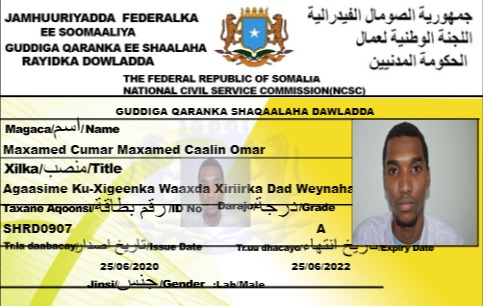 JAMHUURIYADDA FEDERALKA
EE SOOMAALIYA
GUDDIGA QARANKA EE SHAALAHA
RAYIDKA DOWLADDA
جمهورية الصومال الفيدرالية
اللجنة الوطنية لعمال
الحكومة المدنيين
THE FEDERAL REPUBLIC OF SOMALIA
NATIONAL CIVIL SERVICE COMMISSION(NCSC)
GUDDIGA QARANKA SHAQAALAHA DAWLADDA
Magaca/اسم/Name
Maxamed Cumar Maxamed Caalin Omar
Xilka/منصب/Title
Agaasime Ku-Xigeenka Waaxda Xiriirka Dad Weynaha
Taxane Aqoonsi/رقم بطاقة/ID No Darajo/درجة/Grade
SHRD0907 A
Tr.la daabacay/تاريخ اصدار/Issue Date Tr.uu dhacayo/تاريخ انتهاء/Expiry Date
25/06/2020 25/06/2022
Jinsi/جنس/Gender :Lab/Male